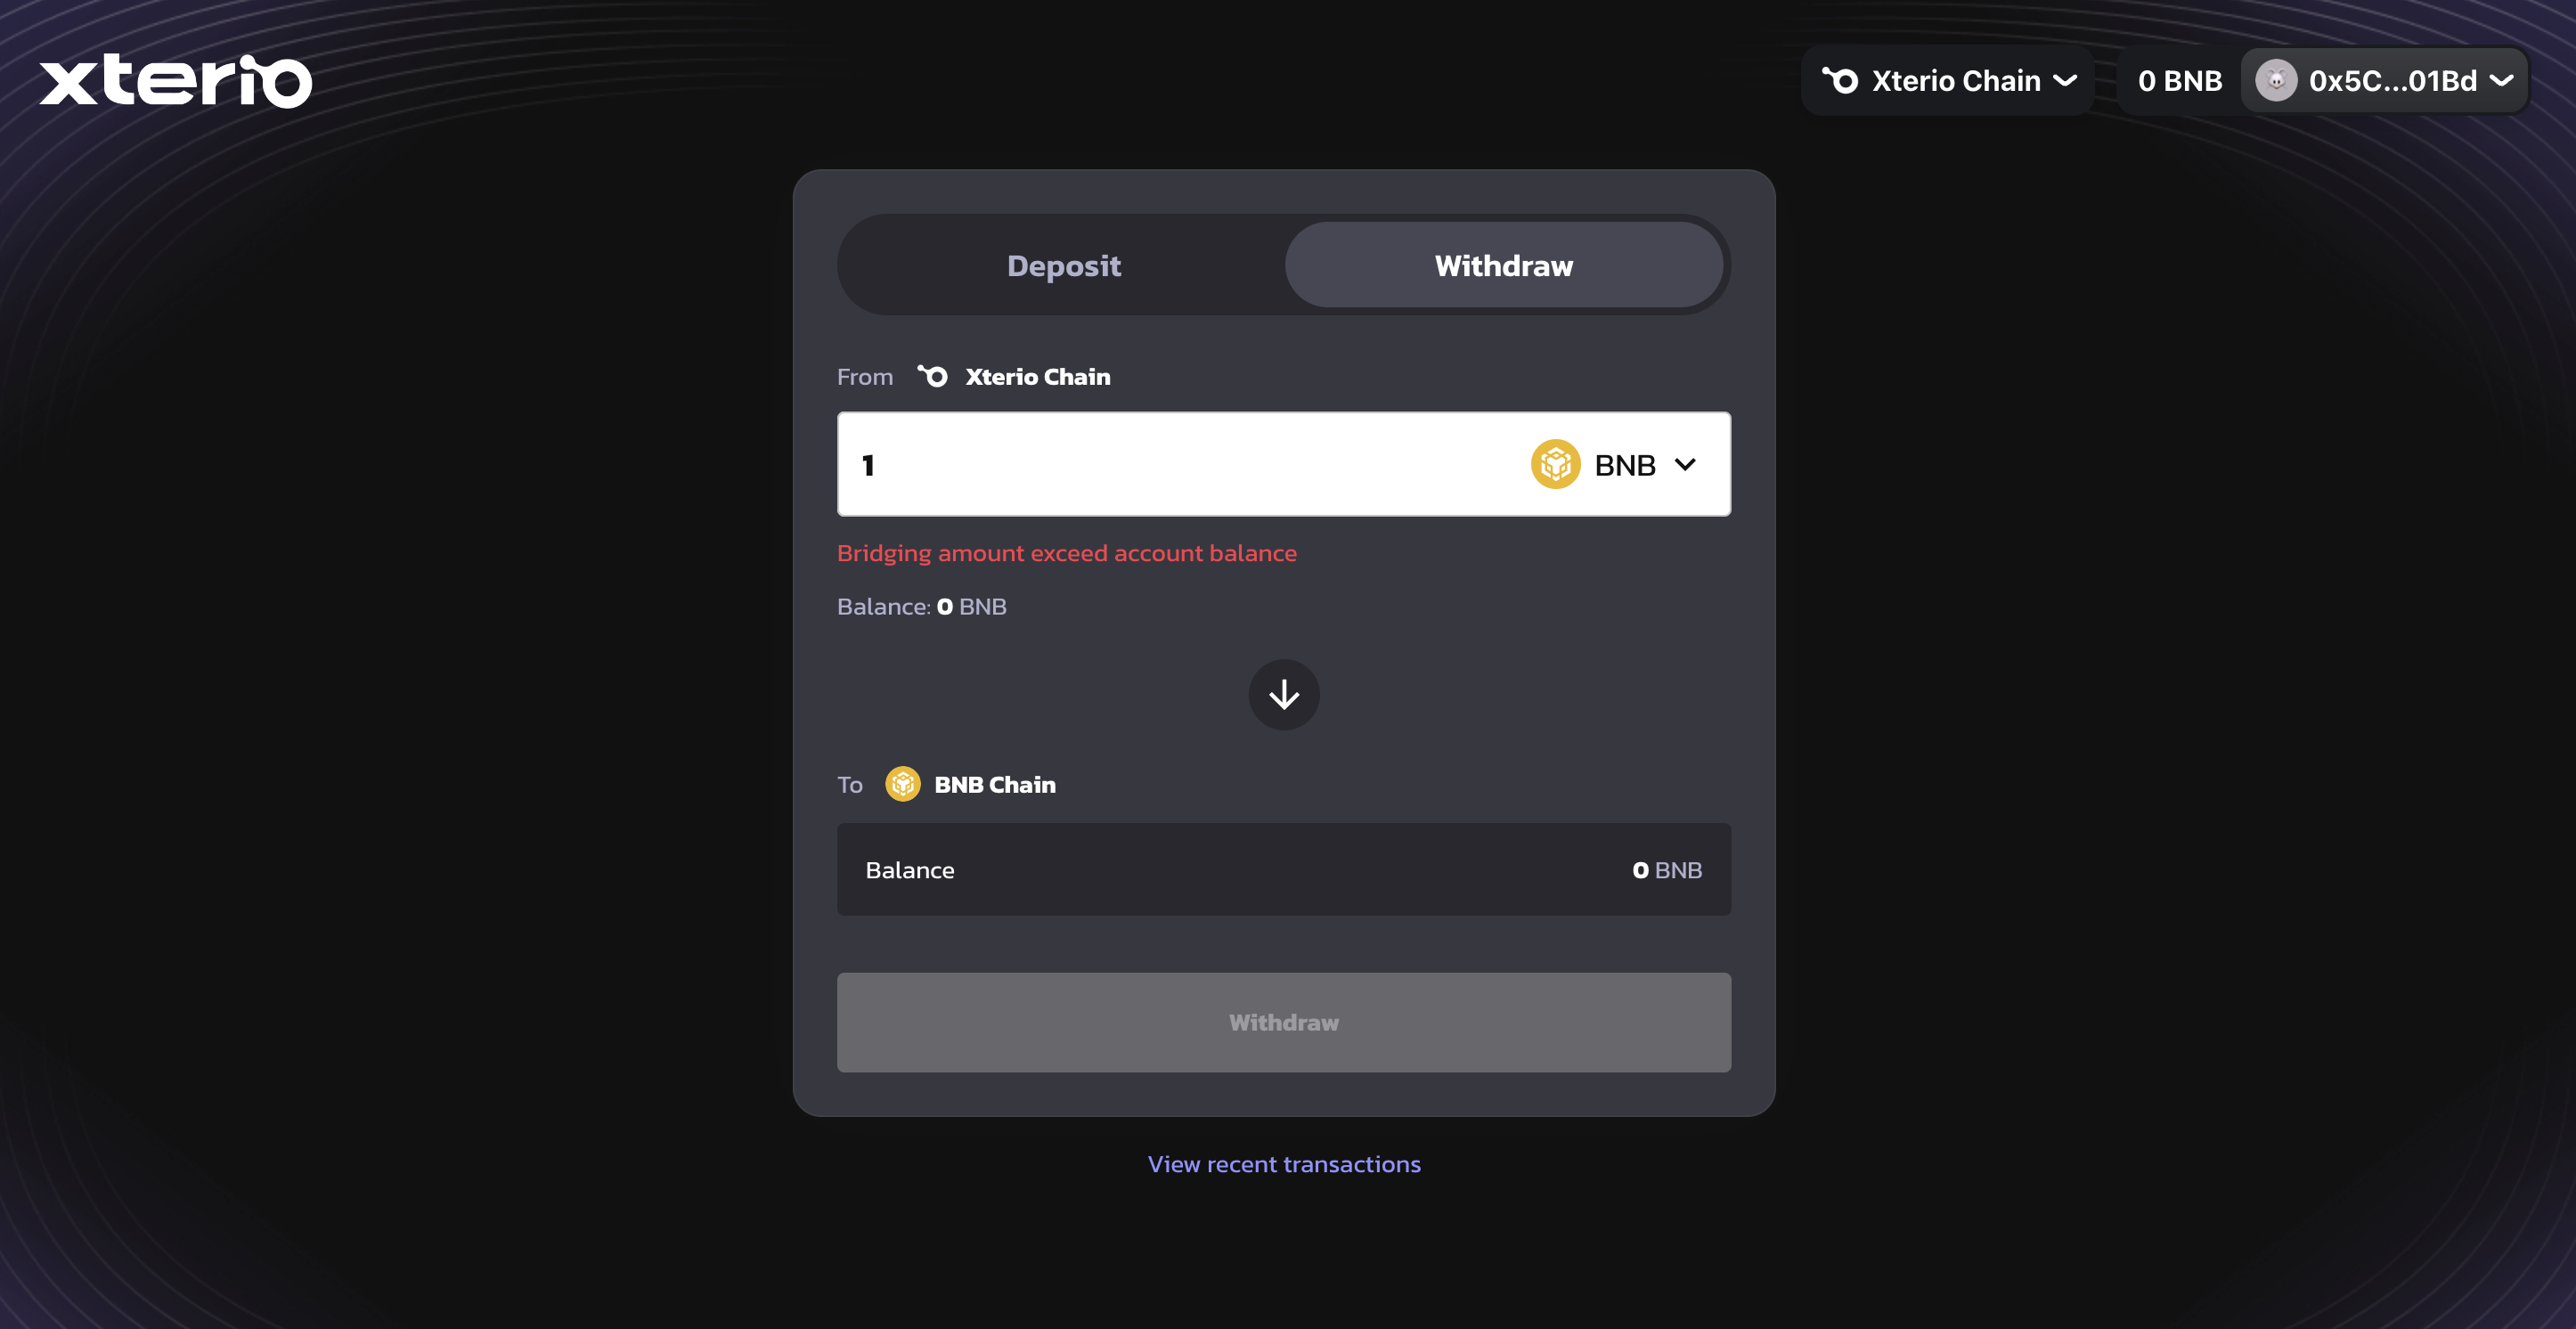 xterio
Xterio Chain
0 BNB
0x5C...01Bd
Deposit
Withdraw
From Xterio Chain
1 BNB
Bridging amount exceed account balance
Balance: 0 BNB
To BNB Chain
Balance 0 BNB
Withdraw
View recent transactions